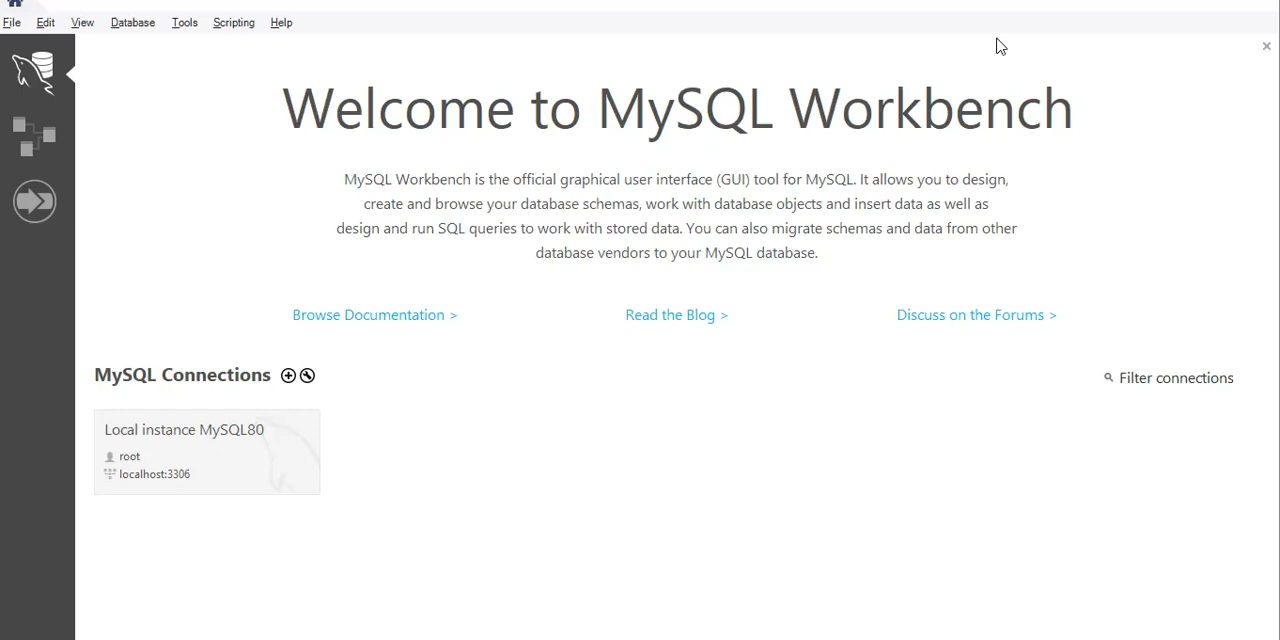 File Edit View Database Tools Scripting Help
Welcome to MySQL Workbench
MySQL Workbench is the official graphical user interface (GUI) tool for MySQL. It allows you to design,
create and browse your database schemas, work with database objects and insert data as well as
design and run SQL queries to work with stored data. You can also migrate schemas and data from other
database vendors to your MySQL database.
Browse Documentation > Read the Blog > Discuss on the Forums >
MySQL Connections Filter connections
Local instance MySQL80
root
localhost:3306